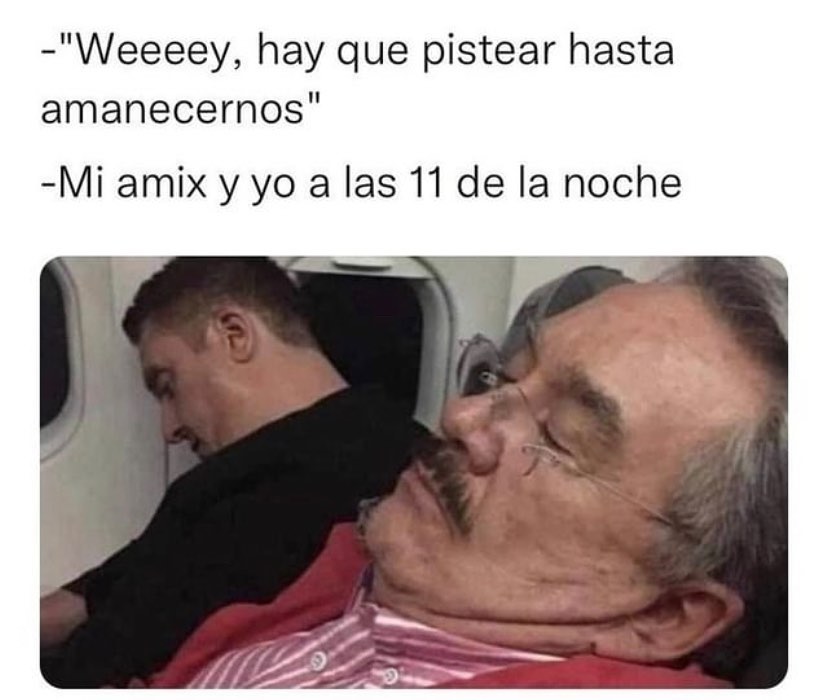 -"Weeeey, hay que pistear hasta
amanecernos"
-Mi amix y yo a las 11 de la noche